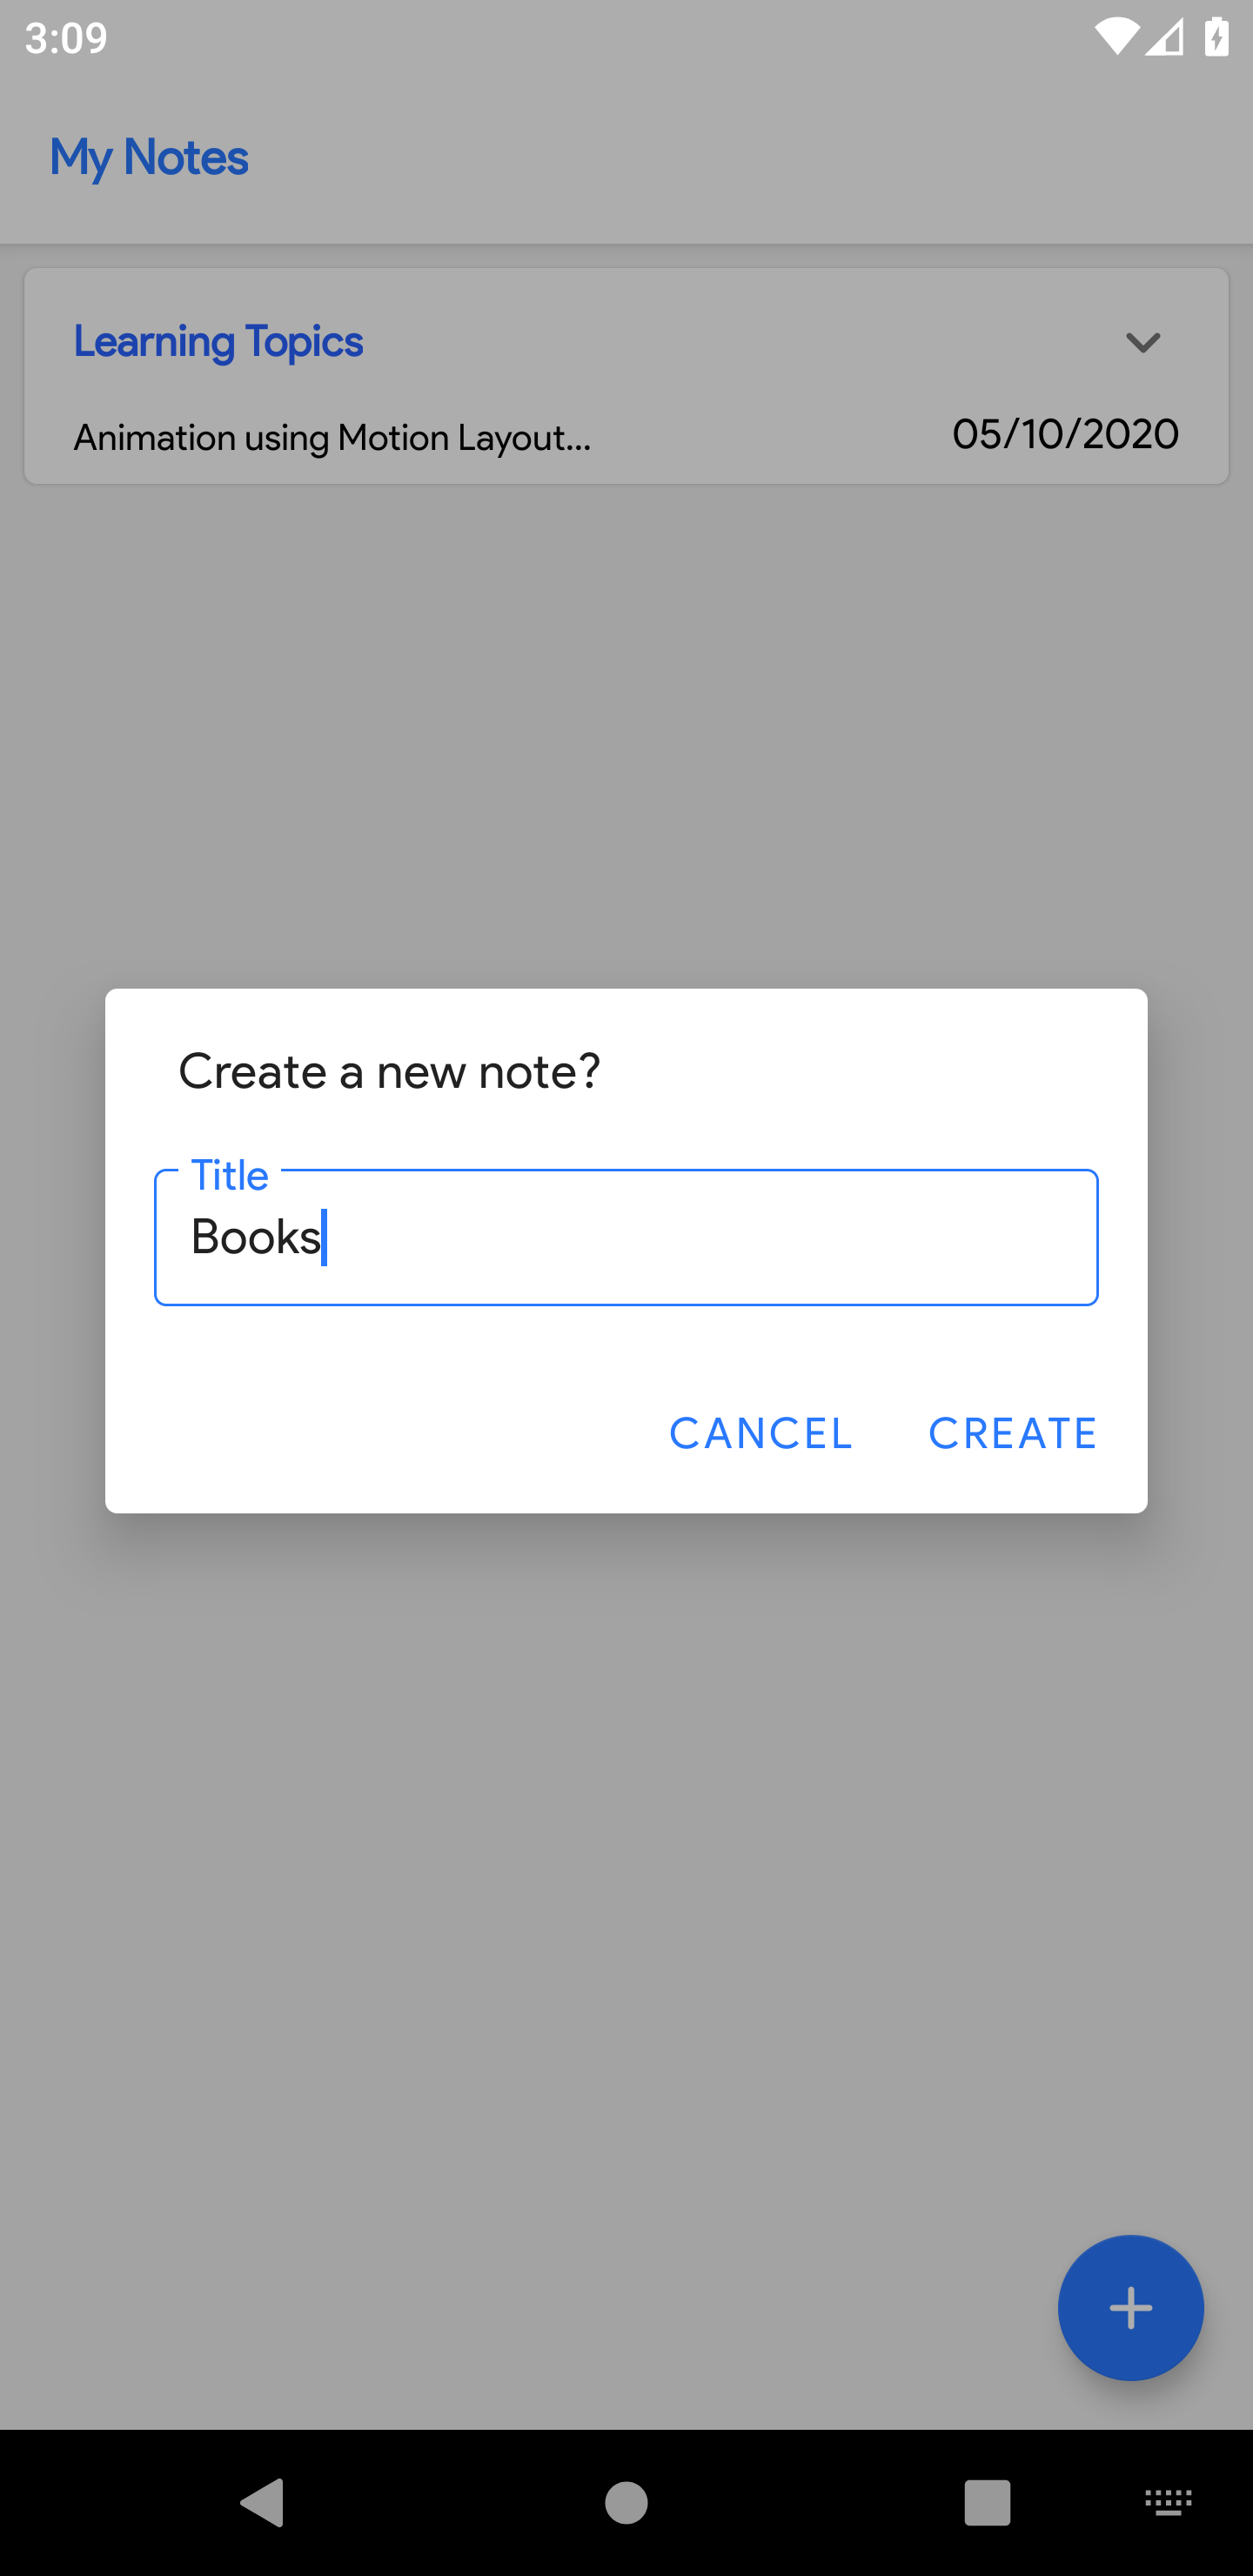 3:09
My Notes
Learning Topics
Animation using Motion Layout...
05/10/2020
Create a new note?
Title
Books
CANCEL CREATE